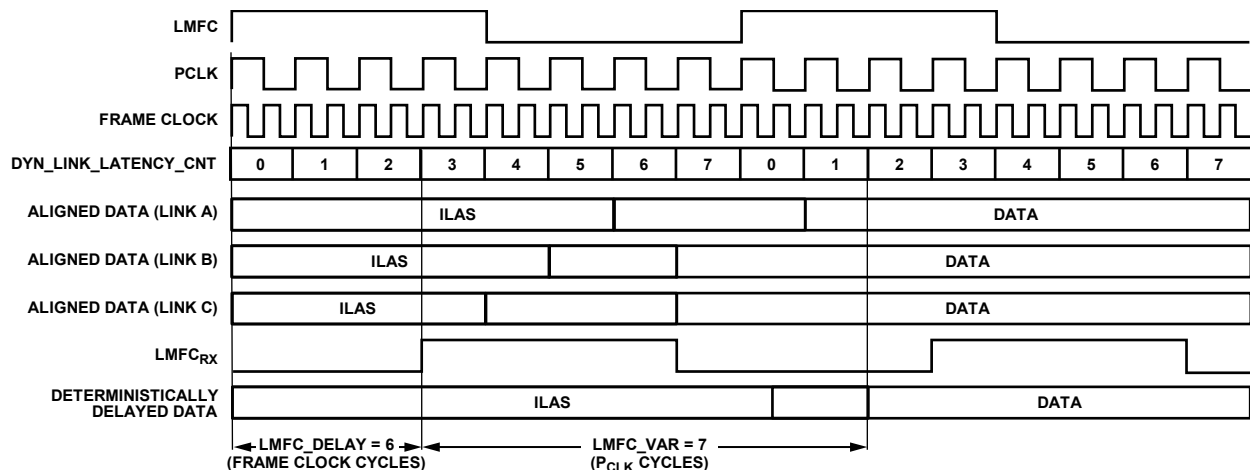 LMFC
PCLK
FRAME CLOCK
DYN_LINK_LATENCY_CNT 0 1 2 3 4 5 6 7 0 1 2 3 4 5 6 7
ALIGNED DATA (LINK A) ILAS DATA
ALIGNED DATA (LINK B) ILAS DATA
ALIGNED DATA (LINK C) ILAS DATA
LMFCRX
DETERMINISTICALLY
DELAYED DATA
ILAS DATA
LMFC_DELAY = 6
(FRAME CLOCK CYCLES)
LMFC_VAR = 7
(PCLK CYCLES)